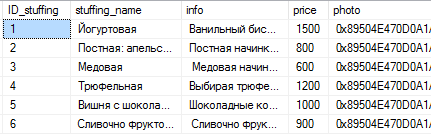 ID_stuffing stuffing_name info price photo
1 Йогуртовая Ванильный бис... 1500 0x89504E470D0A1A
2 Постная: апельс... Постная начинк... 800 0x89504E470D0A1A
3 Медовая Медовая начин... 600 0x89504E470D0A1A
4 Трюфельная Выбирая трюфе... 1200 0x89504E470D0A1A
5 Вишня с шокола... Шоколадные ко... 1000 0x89504E470D0A1A
6 Сливочно фрукто... Сливочно фрук... 900 0x89504E470D0A1A